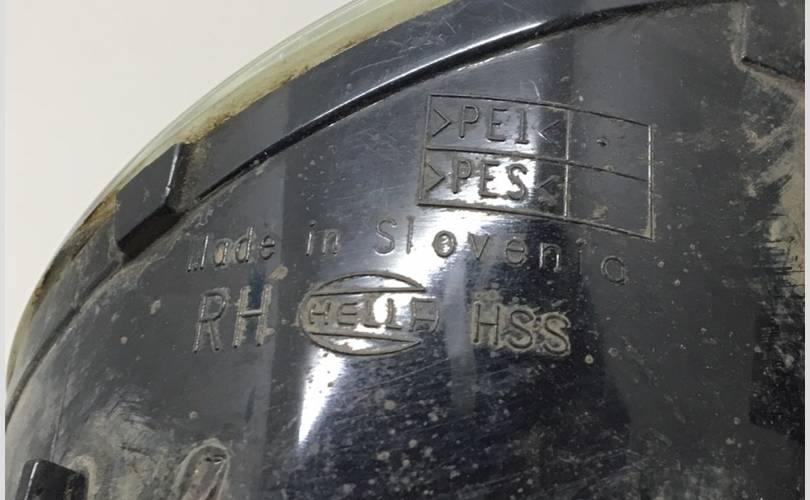 >PEI<
>PES<
Made in Slovenia
RH HELLA HSS